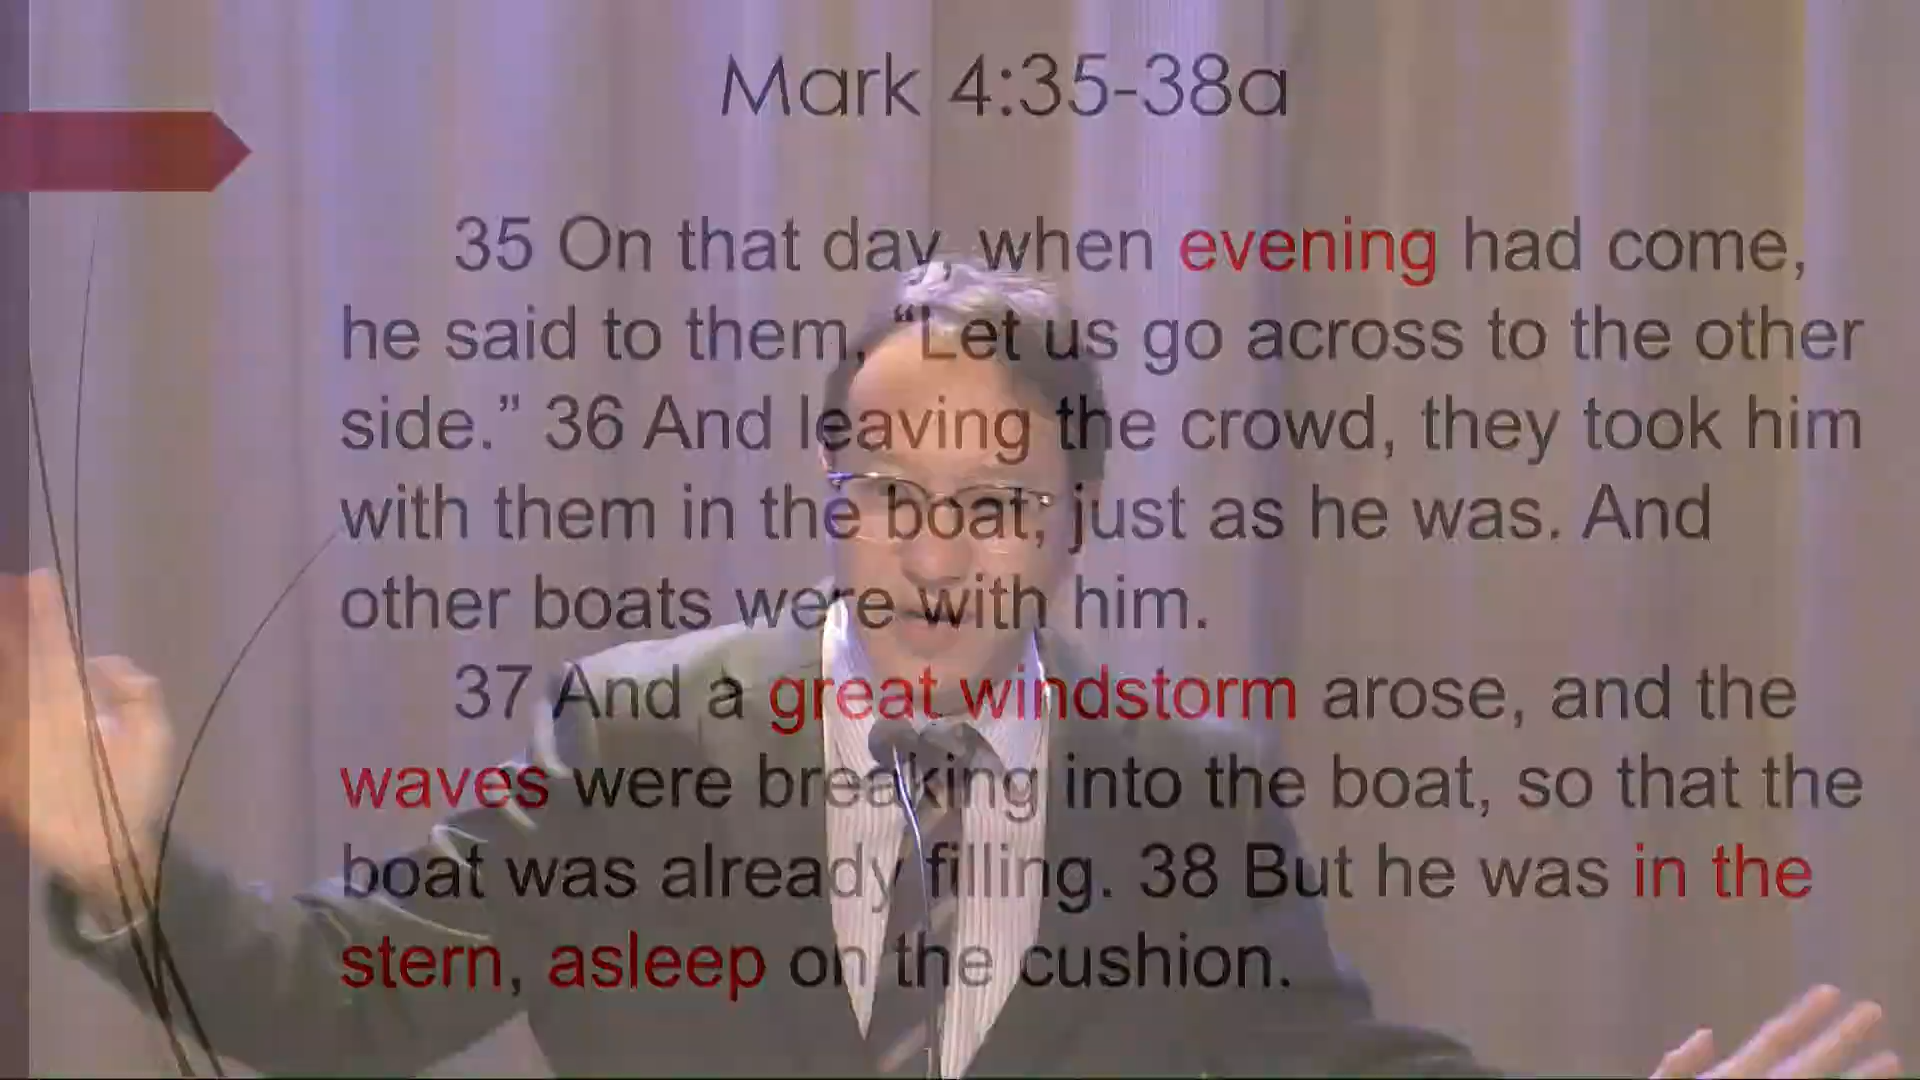 Mark 4:35-38a
35 On that day, when evening had come,
he said to them, “Let us go across to the other
side.” 36 And leaving the crowd, they took him
with them in the boat, just as he was. And
other boats were with him.
37 And a great windstorm arose, and the
waves were breaking into the boat, so that the
boat was already filling. 38 But he was in the
stern, asleep on the cushion.